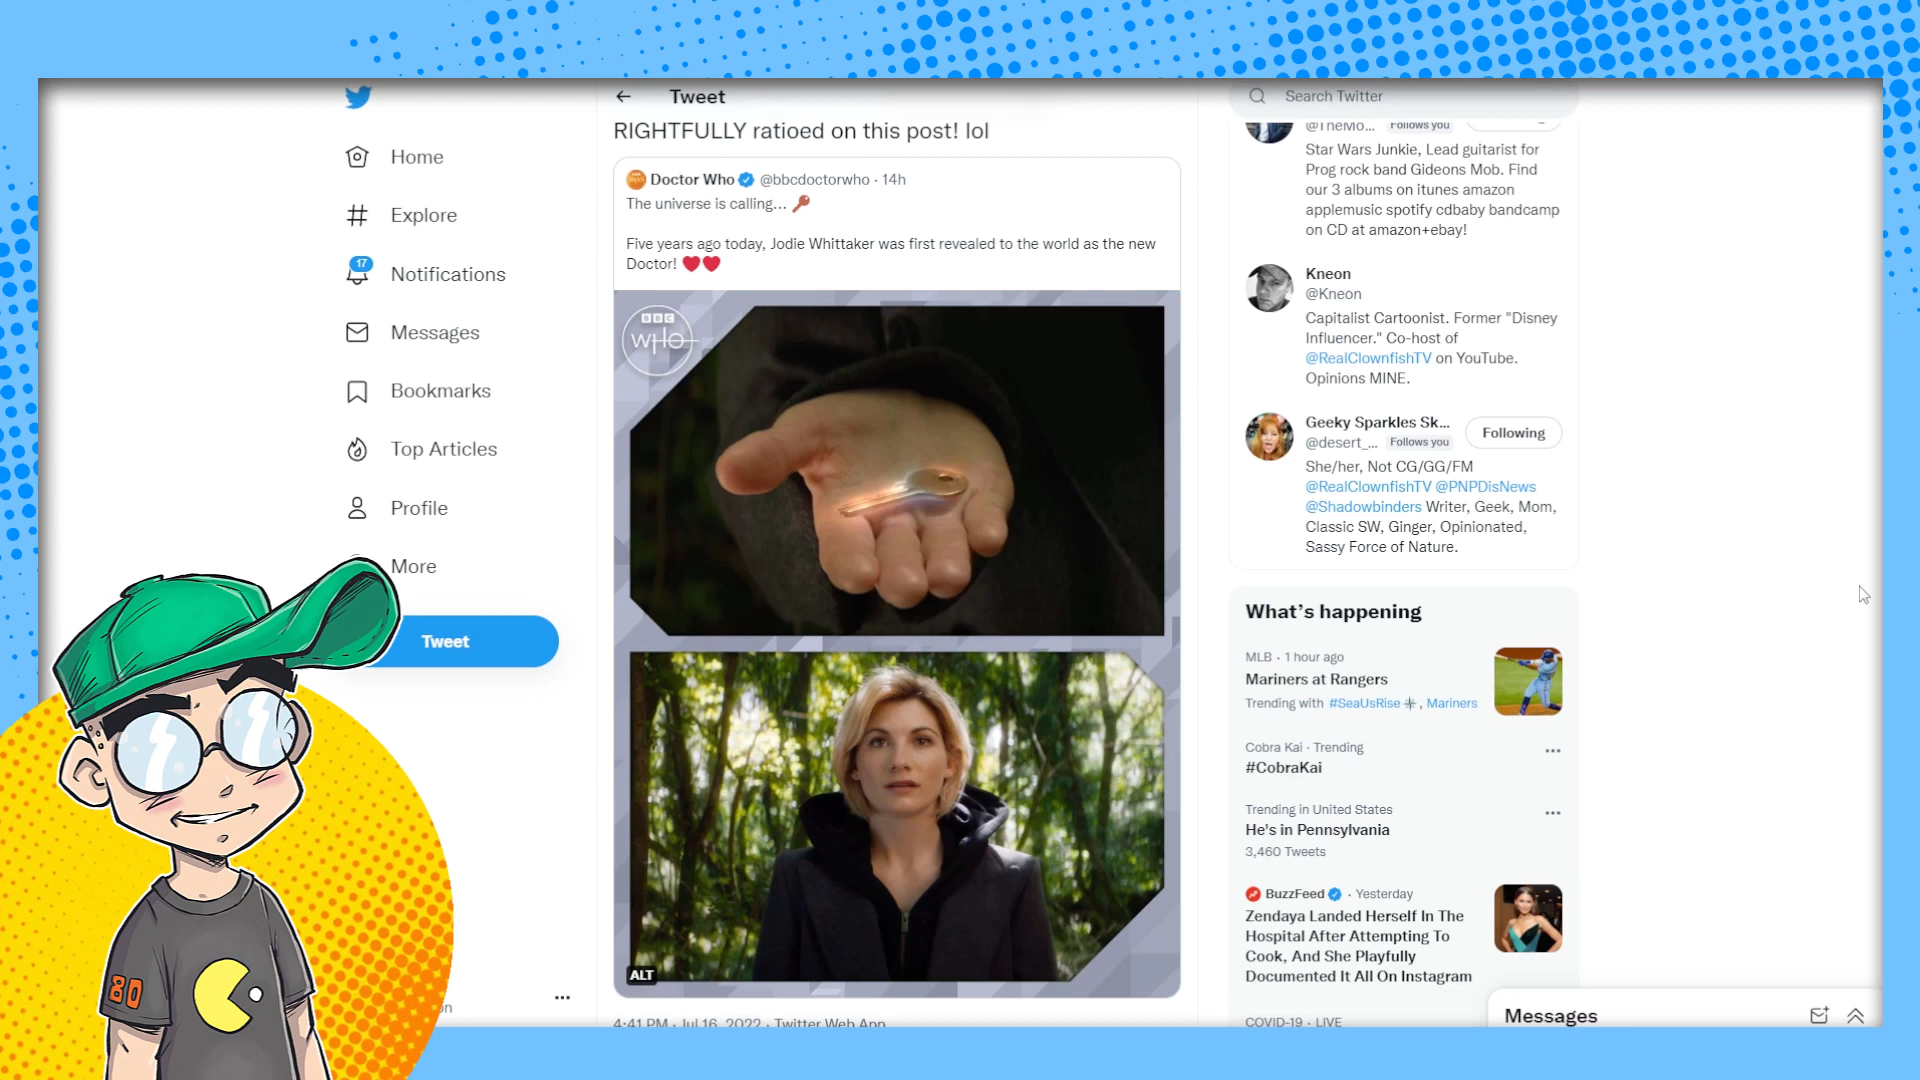 Home
Explore
17
Notifications
Messages
Bookmarks
Top Articles
Profile
More
Tweet
80
Tweet
RIGHTFULLY ratioed on this post! lol
Doctor Who @bbcdoctorwho · 14h
The universe is calling...
Five years ago today, Jodie Whittaker was first revealed to the world as the new
Doctor!
BBC
WHO
ALT
4:41 PM · Jul 16, 2022 · Twitter Web App
Search Twitter
@TheMo... Follows you
Star Wars Junkie, Lead guitarist for
Prog rock band Gideons Mob. Find
our 3 albums on itunes amazon
applemusic spotify cdbaby bandcamp
on CD at amazon+ebay!
Kneon
@Kneon
Capitalist Cartoonist. Former "Disney
Influencer." Co-host of
@RealClownfishTV on YouTube.
Opinions MINE.
Geeky Sparkles Sk...
Following
@desert_... Follows you
She/her, Not CG/GG/FM
@RealClownfishTV @PNPDisNews
@Shadowbinders Writer, Geek, Mom,
Classic SW, Ginger, Opinionated,
Sassy Force of Nature.
What's happening
MLB · 1 hour ago
Mariners at Rangers
Trending with #SeaUsRise, Mariners
Cobra Kai · Trending
#CobraKai
Trending in United States
He's in Pennsylvania
3,460 Tweets
BuzzFeed · Yesterday
Zendaya Landed Herself In The
Hospital After Attempting To
Cook, And She Playfully
Documented It All On Instagram
COVID-19 · LIVE
Messages